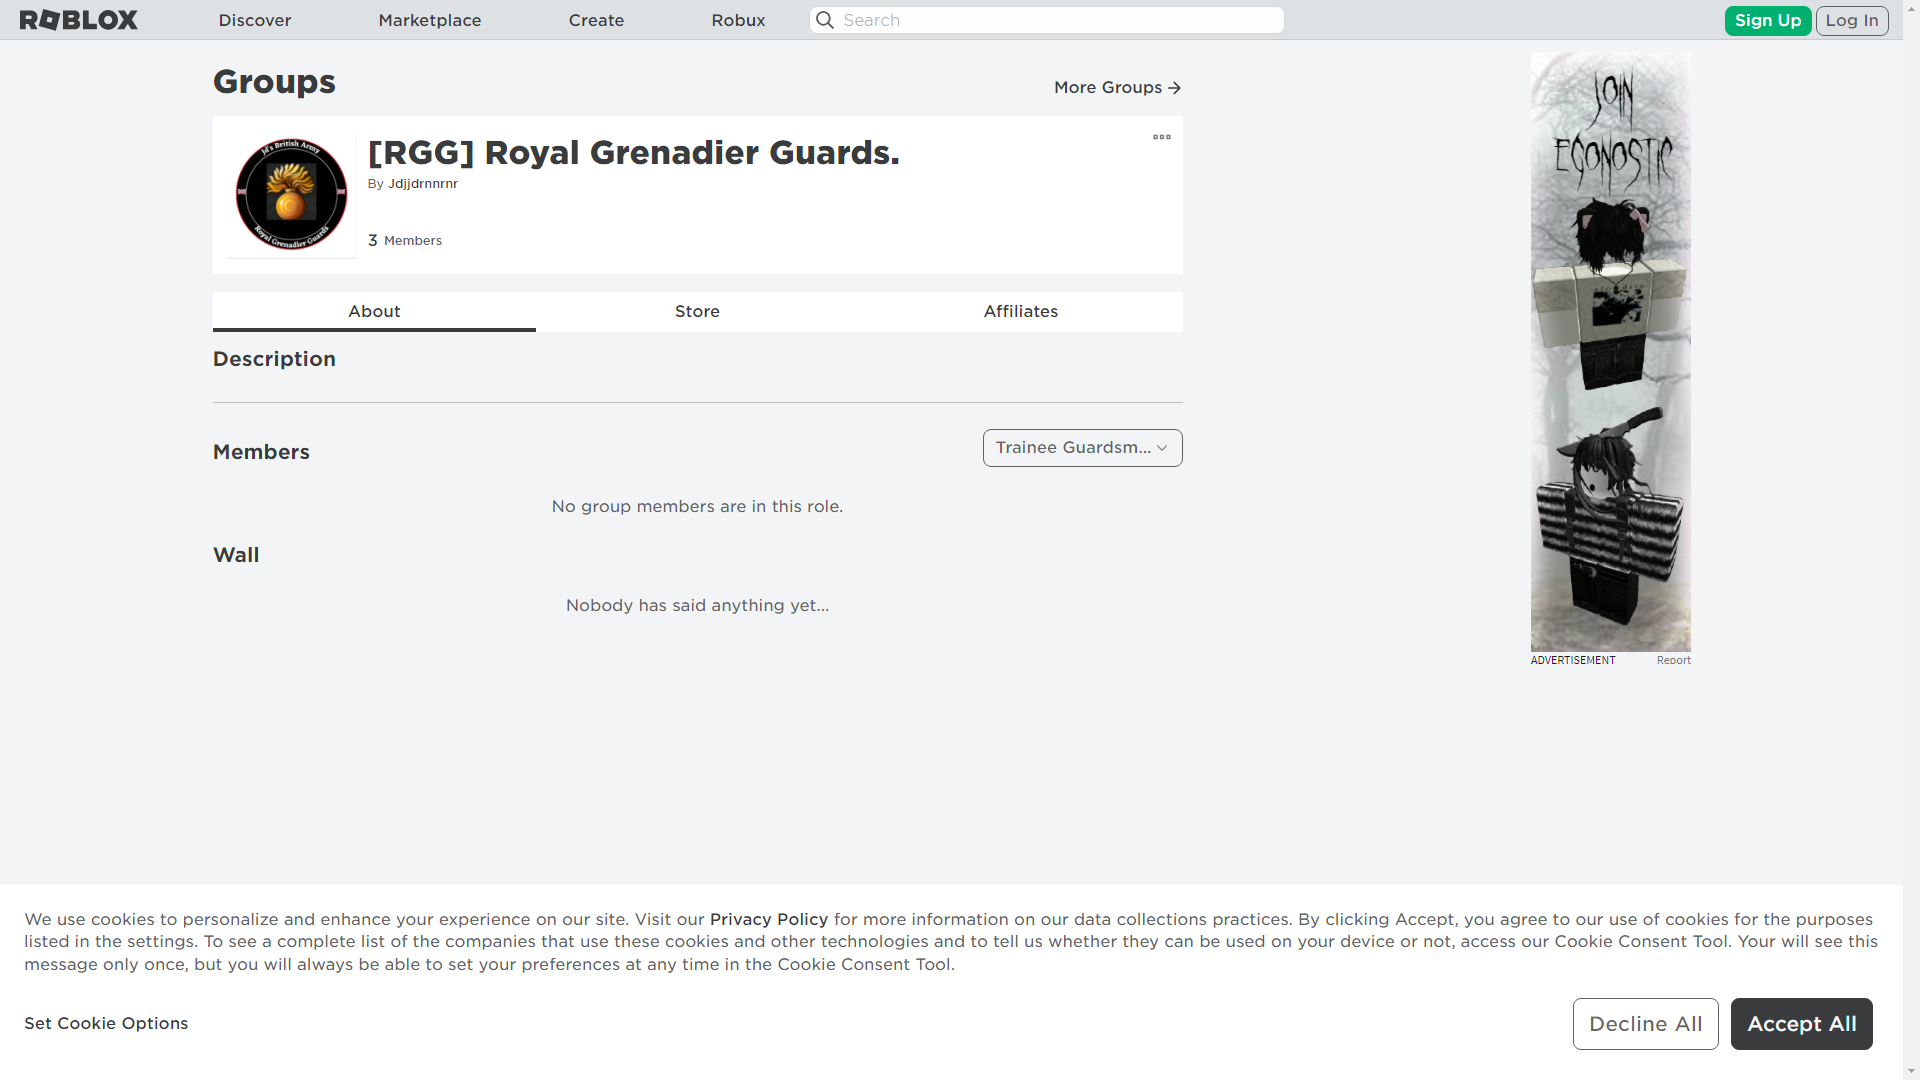 ROBLOX
Discover
Marketplace
Create
Robux
Search
Sign Up
Log In
Groups
More Groups
Jd's British Army
Royal Grenadier Guards
[RGG] Royal Grenadier Guards.
By Jdjjdrnnrnr
3 Members
About
Store
Affiliates
Description
Members
Trainee Guardsm...
No group members are in this role.
Wall
Nobody has said anything yet...
JOIN
EGONOSTIC
ADVERTISEMENT
Report
We use cookies to personalize and enhance your experience on our site. Visit our Privacy Policy for more information on our data collections practices. By clicking Accept, you agree to our use of cookies for the purposes
listed in the settings. To see a complete list of the companies that use these cookies and other technologies and to tell us whether they can be used on your device or not, access our Cookie Consent Tool. Your will see this
message only once, but you will always be able to set your preferences at any time in the Cookie Consent Tool.
Set Cookie Options
Decline All
Accept All